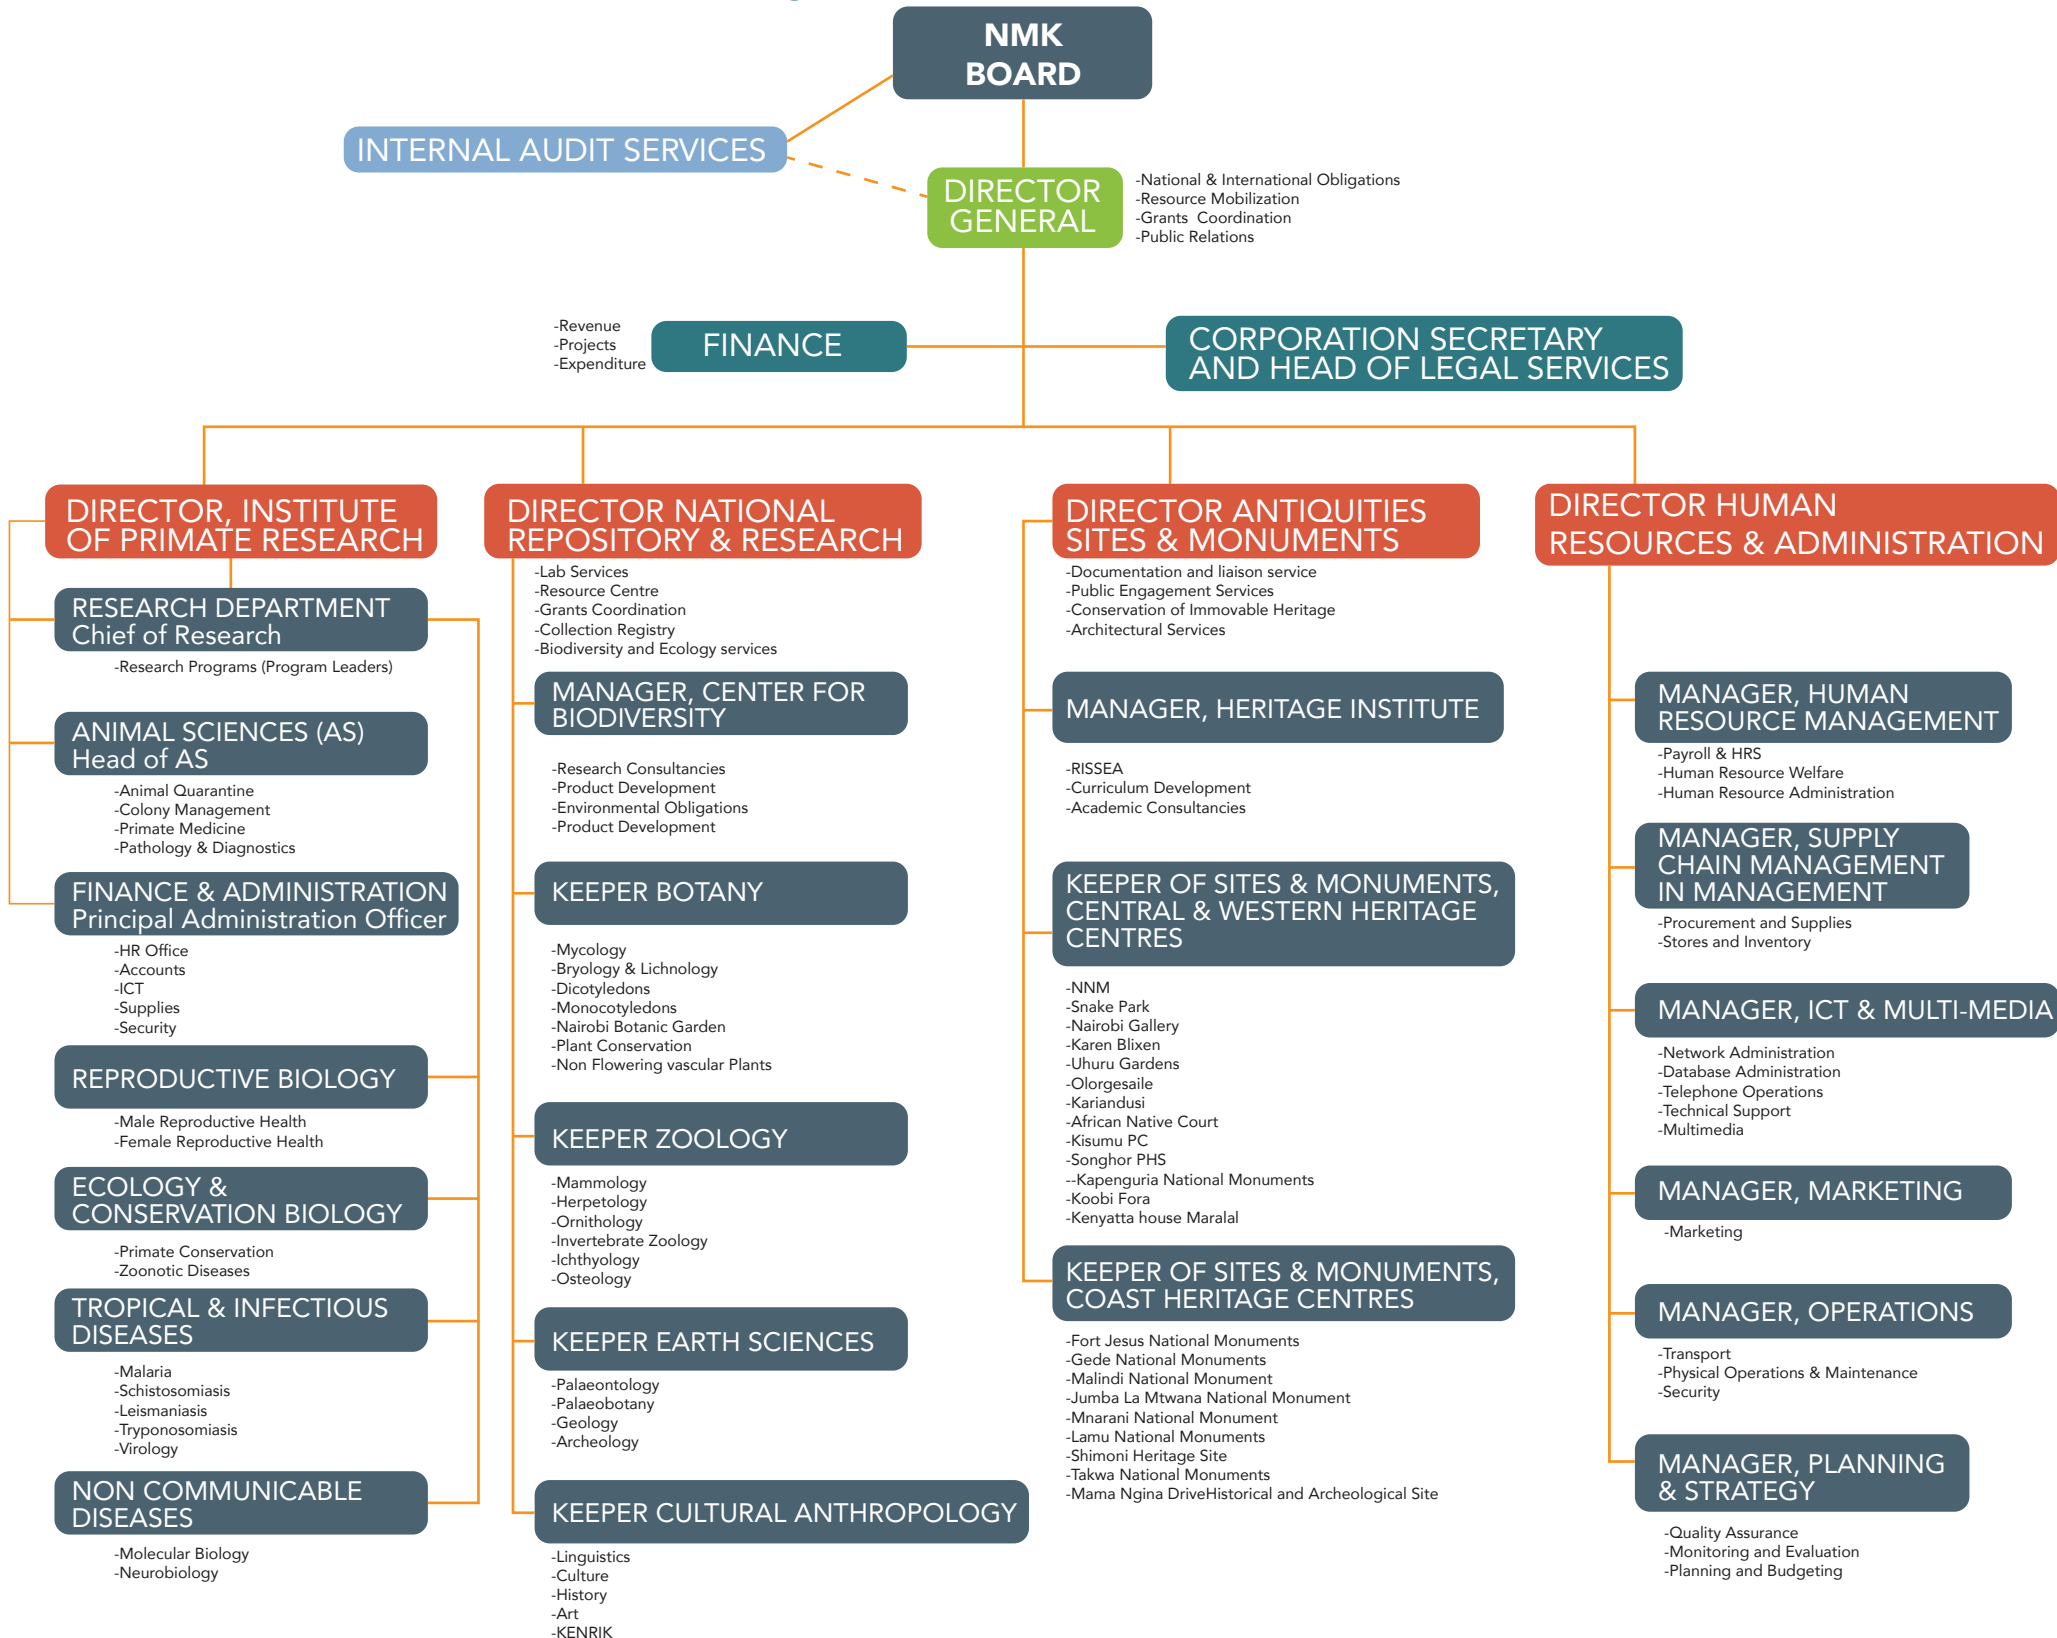 NMK
BOARD
INTERNAL AUDIT SERVICES
DIRECTOR
GENERAL
-National & International Obligations
-Resource Mobilization
-Grants Coordination
-Public Relations
-Revenue
-Projects
-Expenditure
FINANCE
CORPORATION SECRETARY
AND HEAD OF LEGAL SERVICES
DIRECTOR, INSTITUTE
OF PRIMATE RESEARCH
RESEARCH DEPARTMENT
Chief of Research
-Research Programs (Program Leaders)
ANIMAL SCIENCES (AS)
Head of AS
-Animal Quarantine
-Colony Management
-Primate Medicine
-Pathology & Diagnostics
FINANCE & ADMINISTRATION
Principal Administration Officer
-HR Office
-Accounts
-ICT
-Supplies
-Security
REPRODUCTIVE BIOLOGY
-Male Reproductive Health
-Female Reproductive Health
ECOLOGY &
CONSERVATION BIOLOGY
-Primate Conservation
-Zoonotic Diseases
TROPICAL & INFECTIOUS
DISEASES
-Malaria
-Schistosomiasis
-Leismaniasis
-Tryponosomiasis
-Virology
NON COMMUNICABLE
DISEASES
-Molecular Biology
-Neurobiology
DIRECTOR NATIONAL
REPOSITORY & RESEARCH
-Lab Services
-Resource Centre
-Grants Coordination
-Collection Registry
-Biodiversity and Ecology services
MANAGER, CENTER FOR
BIODIVERSITY
-Research Consultancies
-Product Development
-Environmental Obligations
-Product Development
KEEPER BOTANY
-Mycology
-Bryology & Lichnology
-Dicotyledons
-Monocotyledons
-Nairobi Botanic Garden
-Plant Conservation
-Non Flowering vascular Plants
KEEPER ZOOLOGY
-Mammology
-Herpetology
-Ornithology
-Invertebrate Zoology
-Ichthyology
-Osteology
KEEPER EARTH SCIENCES
-Palaeontology
-Palaeobotany
-Geology
-Archeology
KEEPER CULTURAL ANTHROPOLOGY
-Linguistics
-Culture
-History
-Art
-KENRIK
DIRECTOR ANTIQUITIES
SITES & MONUMENTS
-Documentation and liaison service
-Public Engagement Services
-Conservation of Immovable Heritage
-Architectural Services
MANAGER, HERITAGE INSTITUTE
-RISSEA
-Curriculum Development
-Academic Consultancies
KEEPER OF SITES & MONUMENTS,
CENTRAL & WESTERN HERITAGE
CENTRES
-NNM
-Snake Park
-Nairobi Gallery
-Karen Blixen
-Uhuru Gardens
-Olorgesaile
-Kariandusi
-African Native Court
-Kisumu PC
-Songhor PHS
--Kapenguria National Monuments
-Koobi Fora
-Kenyatta house Maralal
KEEPER OF SITES & MONUMENTS,
COAST HERITAGE CENTRES
-Fort Jesus National Monuments
-Gede National Monuments
-Malindi National Monument
-Jumba La Mtwana National Monument
-Mnarani National Monument
-Lamu National Monuments
-Shimoni Heritage Site
-Takwa National Monuments
-Mama Ngina DriveHistorical and Archeological Site
DIRECTOR HUMAN
RESOURCES & ADMINISTRATION
MANAGER, HUMAN
RESOURCE MANAGEMENT
-Payroll & HRS
-Human Resource Welfare
-Human Resource Administration
MANAGER, SUPPLY
CHAIN MANAGEMENT
IN MANAGEMENT
-Procurement and Supplies
-Stores and Inventory
MANAGER, ICT & MULTI-MEDIA
-Network Administration
-Database Administration
-Telephone Operations
-Technical Support
-Multimedia
MANAGER, MARKETING
-Marketing
MANAGER, OPERATIONS
-Transport
-Physical Operations & Maintenance
-Security
MANAGER, PLANNING
& STRATEGY
-Quality Assurance
-Monitoring and Evaluation
-Planning and Budgeting